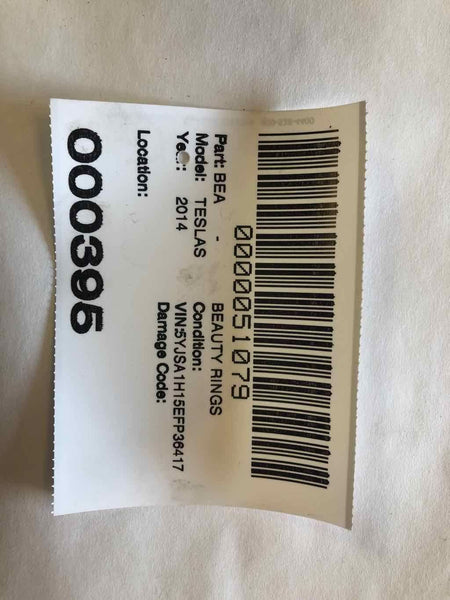 0000051079
Part: BEA - BEAUTY RINGS
Model: TESLAS Condition:
Year: 2014 VIN5YJSA1H15EFP36417
Damage Code:
Location:
000395